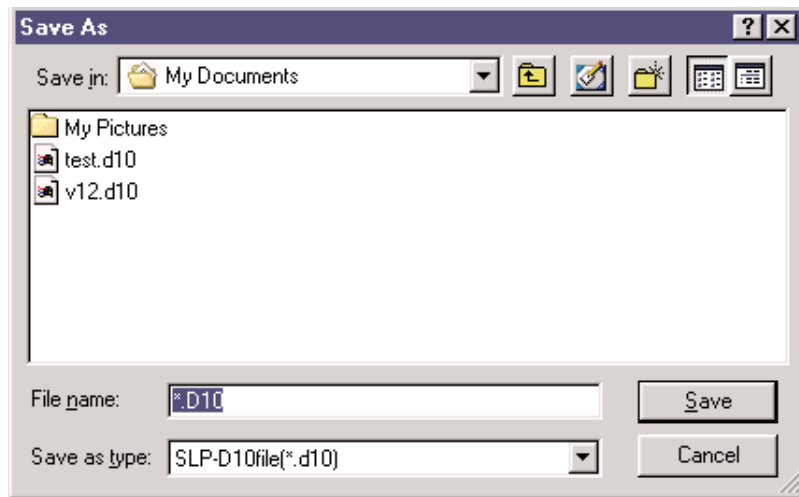 Save As
Save in: My Documents
My Pictures
test.d10
v12.d10
File name: *.D10 Save
Save as type: SLP-D10file(*.d10) Cancel